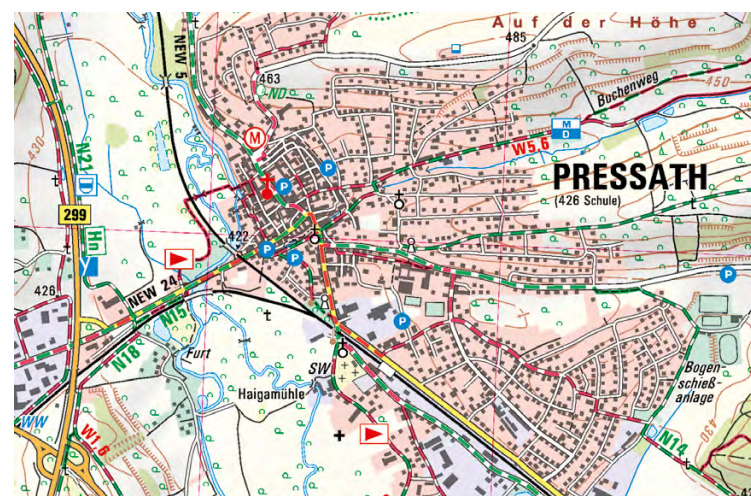 Auf der Höhe
485
NEW 5
463
ND
Buchenweg
450
M
M
D
W5,6
430
N21
D
P
P
PRESSATH
(426 Schule)
299
422
P
P
Hn
P
426
NEW 24
N15
P
N18
Furt
SW
Haigamühle
Bogen-
schieß-
anlage
WW
W1,6
N14
430